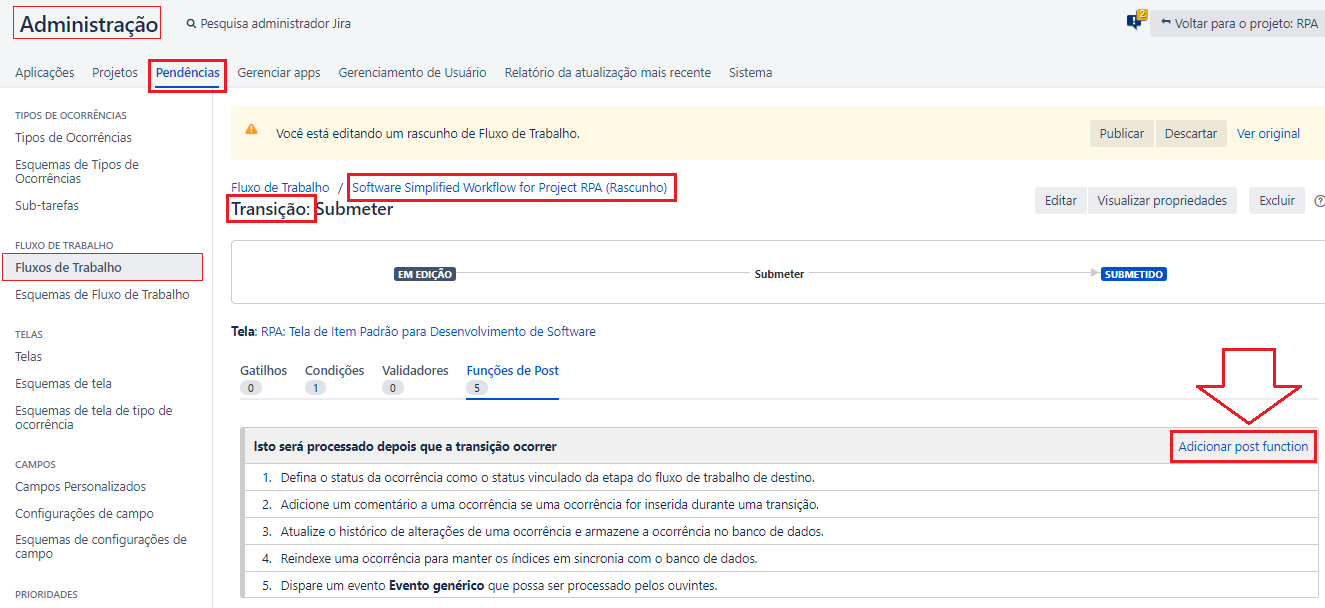 Administração
Pesquisa administrador Jira
2
Voltar para o projeto: RPA
Aplicações Projetos Pendências Gerenciar apps Gerenciamento de Usuário Relatório da atualização mais recente Sistema
TIPOS DE OCORRÊNCIAS
Tipos de Ocorrências
Esquemas de Tipos de
Ocorrências
Sub-tarefas
FLUXO DE TRABALHO
Fluxos de Trabalho
Esquemas de Fluxo de Trabalho
TELAS
Telas
Esquemas de tela
Esquemas de tela de tipo de
ocorrência
CAMPOS
Campos Personalizados
Configurações de campo
Esquemas de configurações de
campo
PRIORIDADES
Você está editando um rascunho de Fluxo de Trabalho.
Publicar Descartar Ver original
Fluxo de Trabalho / Software Simplified Workflow for Project RPA (Rascunho)
Transição: Submeter
Editar Visualizar propriedades Excluir ?
EM EDIÇÃO Submeter SUBMETIDO
Tela: RPA: Tela de Item Padrão para Desenvolvimento de Software
Gatilhos Condições Validadores Funções de Post
0 1 0 5
Isto será processado depois que a transição ocorrer
Adicionar post function
1. Defina o status da ocorrência como o status vinculado da etapa do fluxo de trabalho de destino.
2. Adicione um comentário a uma ocorrência se uma ocorrência for inserida durante uma transição.
3. Atualize o histórico de alterações de uma ocorrência e armazene a ocorrência no banco de dados.
4. Reindexe uma ocorrência para manter os índices em sincronia com o banco de dados.
5. Dispare um evento Evento genérico que possa ser processado pelos ouvintes.